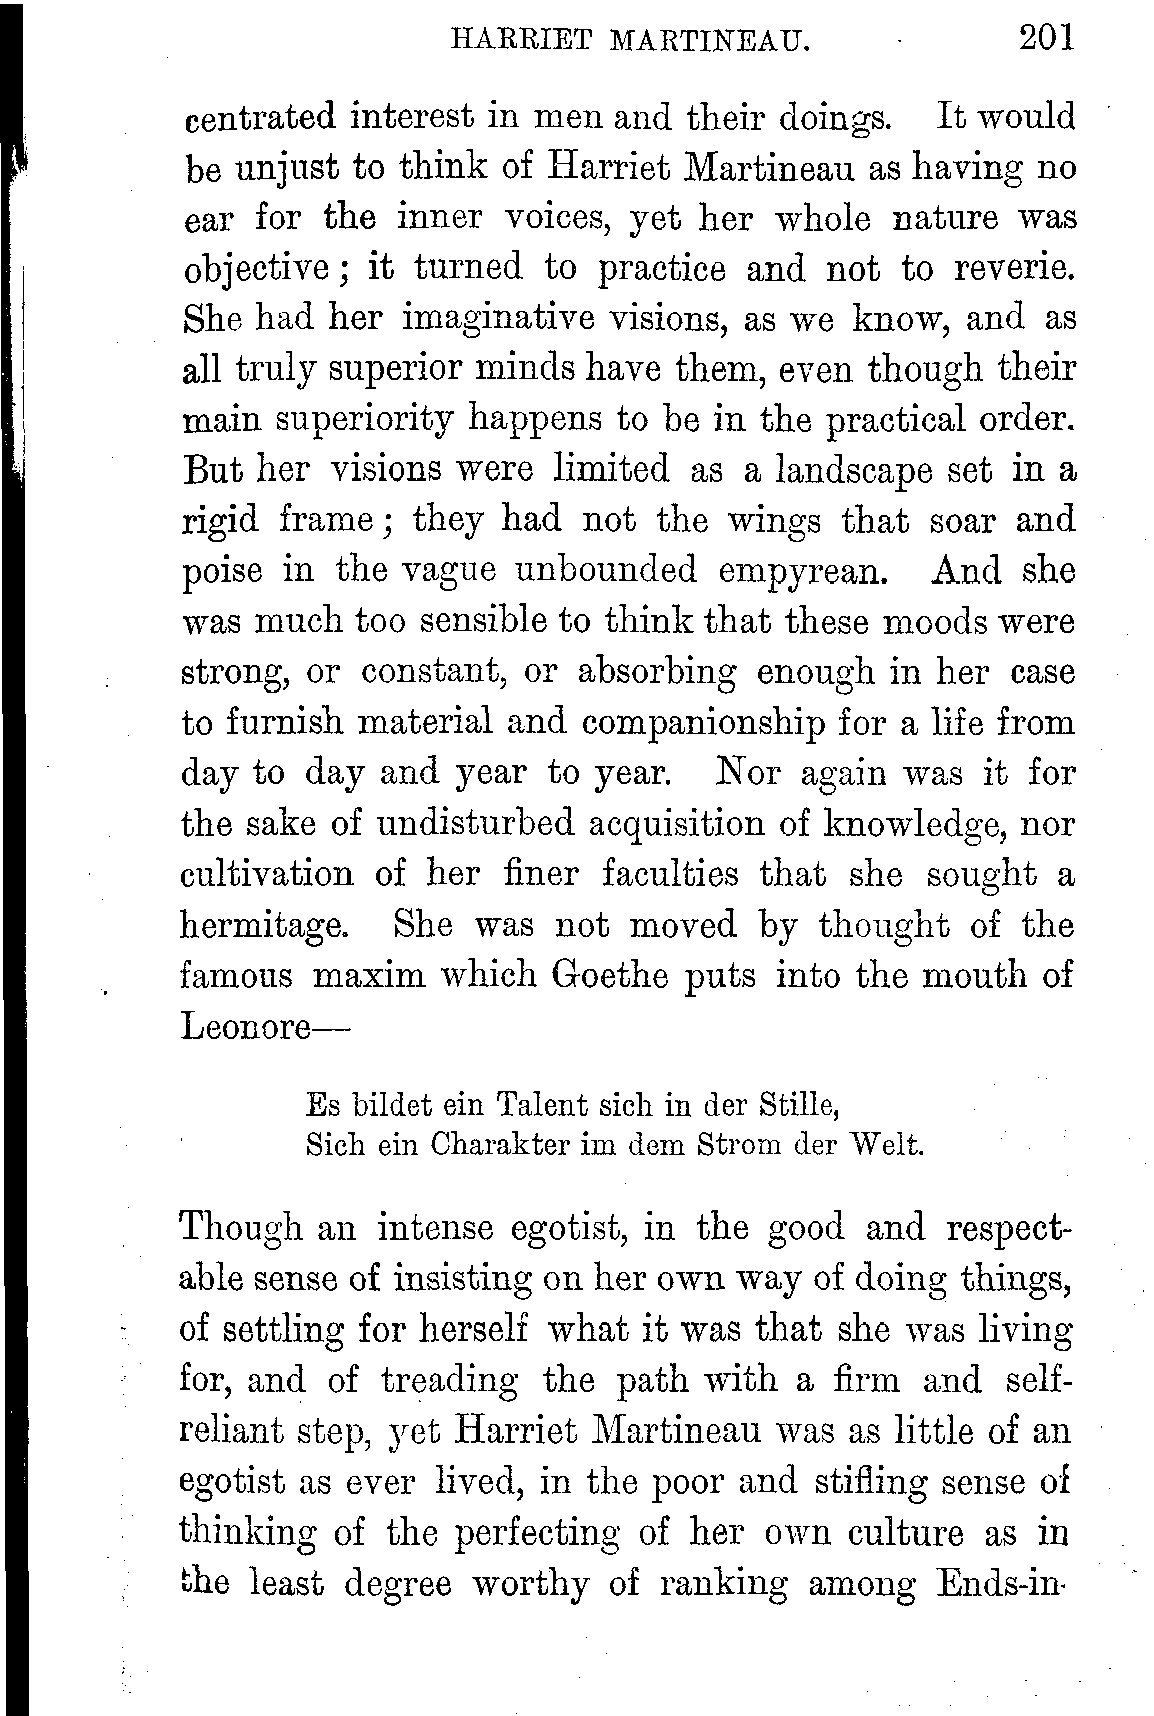 HARRIET MARTINEAU. 201
centrated interest in men and their doings. It would
be unjust to think of Harriet Martineau as having no
ear for the inner voices, yet her whole nature was
objective ; it turned to practice and not to reverie.
She had her imaginative visions, as we know, and as
all truly superior minds have them, even though their
main superiority happens to be in the practical order.
But her visions were limited as a landscape set in a
rigid frame ; they had not the wings that soar and
poise in the vague unbounded empyrean. And she
was much too sensible to think that these moods were
strong, or constant, or absorbing enough in her case
to furnish material and companionship for a life from
day to day and year to year. Nor again was it for
the sake of undisturbed acquisition of knowledge, nor
cultivation of her finer faculties that she sought a
hermitage. She was not moved by thought of the
famous maxim which Goethe puts into the mouth of
Leonore—
Es bildet ein Talent sich in der Stille,
Sich ein Charakter im dem Strom der Welt.
Though an intense egotist, in the good and respect-
able sense of insisting on her own way of doing things,
of settling for herself what it was that she was living
for, and of treading the path with a firm and self-
reliant step, yet Harriet Martineau was as little of an
egotist as ever lived, in the poor and stifling sense of
thinking of the perfecting of her own culture as in
the least degree worthy of ranking among Ends-in-